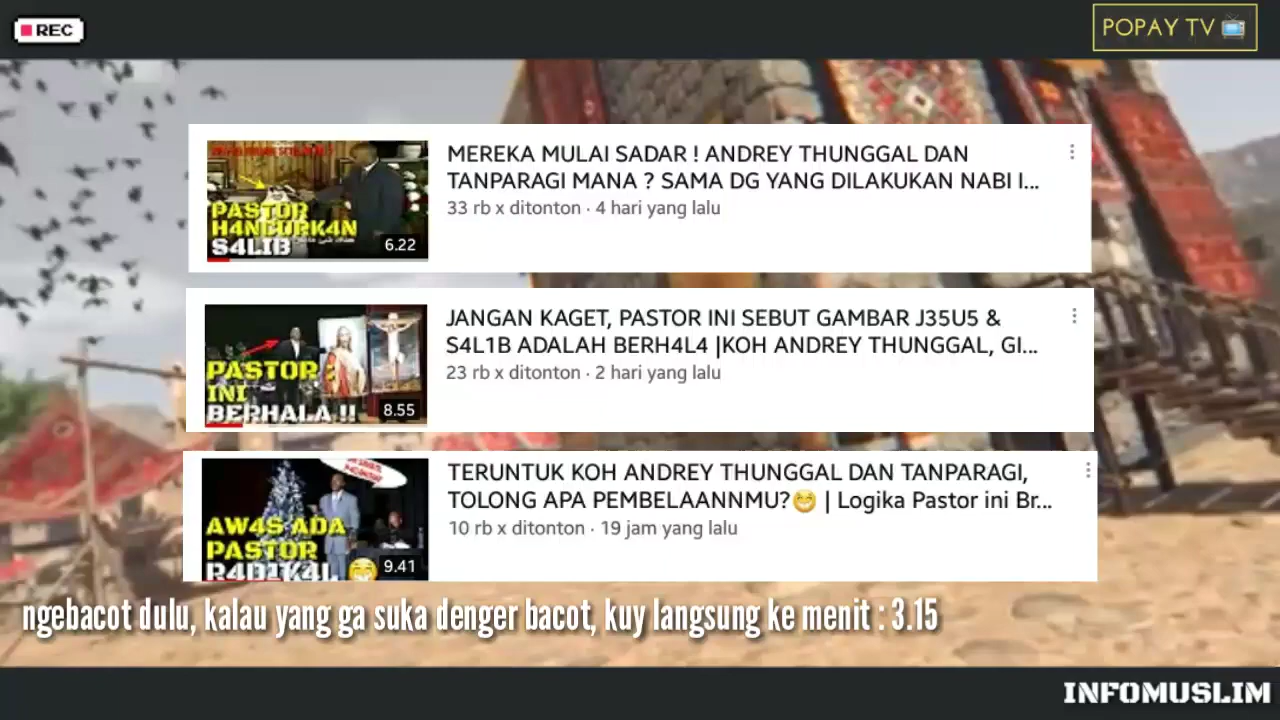 REC
POPAY TV
MEREKA MULAI SADAR ! ANDREY THUNGGAL DAN
TANPARAGI MANA ? SAMA DG YANG DILAKUKAN NABI I...
33 rb x ditonton · 4 hari yang lalu
PASTOR
H4NCURK4N
S4LIB
6.22
JANGAN KAGET, PASTOR INI SEBUT GAMBAR J35U5 &
S4L1B ADALAH BERH4L4 |KOH ANDREY THUNGGAL, GI...
23 rb x ditonton · 2 hari yang lalu
PASTOR :
INI
BERHALA !!
8.55
TERUNTUK KOH ANDREY THUNGGAL DAN TANPARAGI,
TOLONG APA PEMBELAANNMU?😁 | Logika Pastor ini Br...
10 rb x ditonton · 19 jam yang lalu
AW4S ADA
PASTOR
R4D1K4L
9.41
ngebacot dulu, kalau yang ga suka denger bacot, kuy langsung ke menit : 3.15
INFOMUSLIM